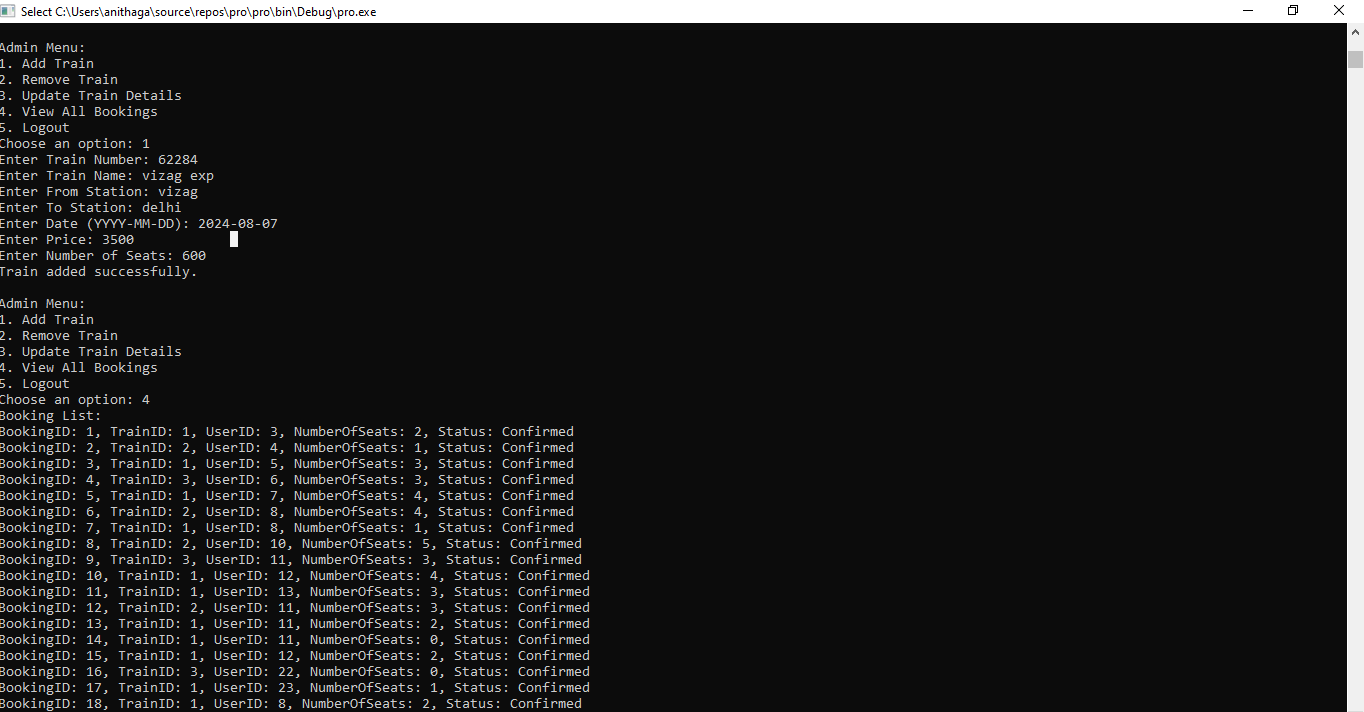 Select C:\Users\anithaga\source\repos\pro\pro\bin\Debug\pro.exe
Admin Menu:
1. Add Train
2. Remove Train
3. Update Train Details
4. View All Bookings
5. Logout
Choose an option: 1
Enter Train Number: 62284
Enter Train Name: vizag exp
Enter From Station: vizag
Enter To Station: delhi
Enter Date (YYYY-MM-DD): 2024-08-07
Enter Price: 3500
Enter Number of Seats: 600
Train added successfully.
Admin Menu:
1. Add Train
2. Remove Train
3. Update Train Details
4. View All Bookings
5. Logout
Choose an option: 4
Booking List:
BookingID: 1, TrainID: 1, UserID: 3, NumberOfSeats: 2, Status: Confirmed
BookingID: 2, TrainID: 2, UserID: 4, NumberOfSeats: 1, Status: Confirmed
BookingID: 3, TrainID: 1, UserID: 5, NumberOfSeats: 3, Status: Confirmed
BookingID: 4, TrainID: 3, UserID: 6, NumberOfSeats: 3, Status: Confirmed
BookingID: 5, TrainID: 1, UserID: 7, NumberOfSeats: 4, Status: Confirmed
BookingID: 6, TrainID: 2, UserID: 8, NumberOfSeats: 4, Status: Confirmed
BookingID: 7, TrainID: 1, UserID: 8, NumberOfSeats: 1, Status: Confirmed
BookingID: 8, TrainID: 2, UserID: 10, NumberOfSeats: 5, Status: Confirmed
BookingID: 9, TrainID: 3, UserID: 11, NumberOfSeats: 3, Status: Confirmed
BookingID: 10, TrainID: 1, UserID: 12, NumberOfSeats: 4, Status: Confirmed
BookingID: 11, TrainID: 1, UserID: 13, NumberOfSeats: 3, Status: Confirmed
BookingID: 12, TrainID: 2, UserID: 11, NumberOfSeats: 3, Status: Confirmed
BookingID: 13, TrainID: 1, UserID: 11, NumberOfSeats: 2, Status: Confirmed
BookingID: 14, TrainID: 1, UserID: 11, NumberOfSeats: 0, Status: Confirmed
BookingID: 15, TrainID: 1, UserID: 12, NumberOfSeats: 2, Status: Confirmed
BookingID: 16, TrainID: 3, UserID: 22, NumberOfSeats: 0, Status: Confirmed
BookingID: 17, TrainID: 1, UserID: 23, NumberOfSeats: 1, Status: Confirmed
BookingID: 18, TrainID: 1, UserID: 8, NumberOfSeats: 2, Status: Confirmed